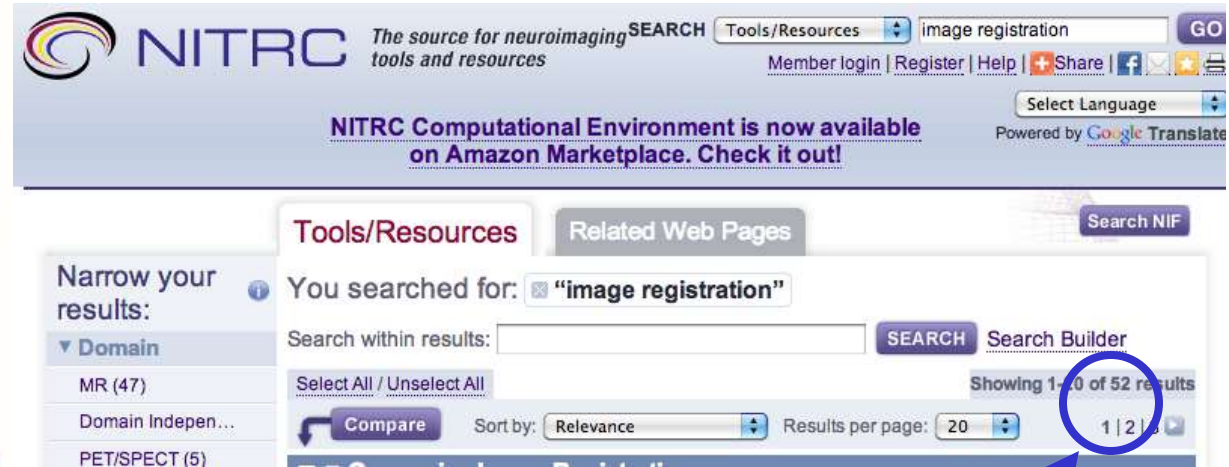 NITRC
The source for neuroimaging
tools and resources
SEARCH Tools/Resources image registration GO
Member login | Register | Help | Share |
Select Language
Powered by Google Translate
NITRC Computational Environment is now available
on Amazon Marketplace. Check it out!
Tools/Resources Related Web Pages Search NIF
Narrow your
results:
You searched for: "image registration"
Search within results: SEARCH Search Builder
Domain
MR (47)
Domain Indepen...
PET/SPECT (5)
Select All / Unselect All Showing of 52 results
Compare Sort by: Relevance Results per page: 20 1 | 2 |